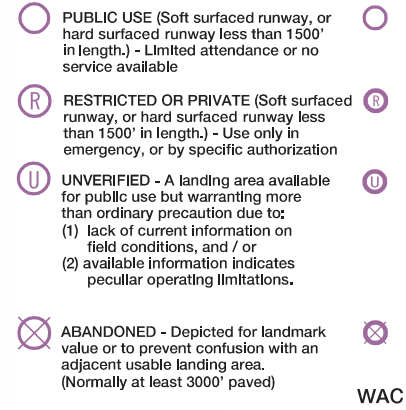 PUBLIC USE (Soft surfaced runway, or
hard surfaced runway less than 1500'
in length.) - Limited attendance or no
service available
R RESTRICTED OR PRIVATE (Soft surfaced R
runway, or hard surfaced runway less
than 1500' in length.) - Use only in
emergency, or by specific authorization
U UNVERIFIED - A landing area available U
for public use but warranting more
than ordinary precaution due to:
(1) lack of current information on
field conditions, and / or
(2) available information indicates
peculiar operating limitations.
ABANDONED - Depicted for landmark
value or to prevent confusion with an
adjacent usable landing area.
(Normally at least 3000' paved)
WAC